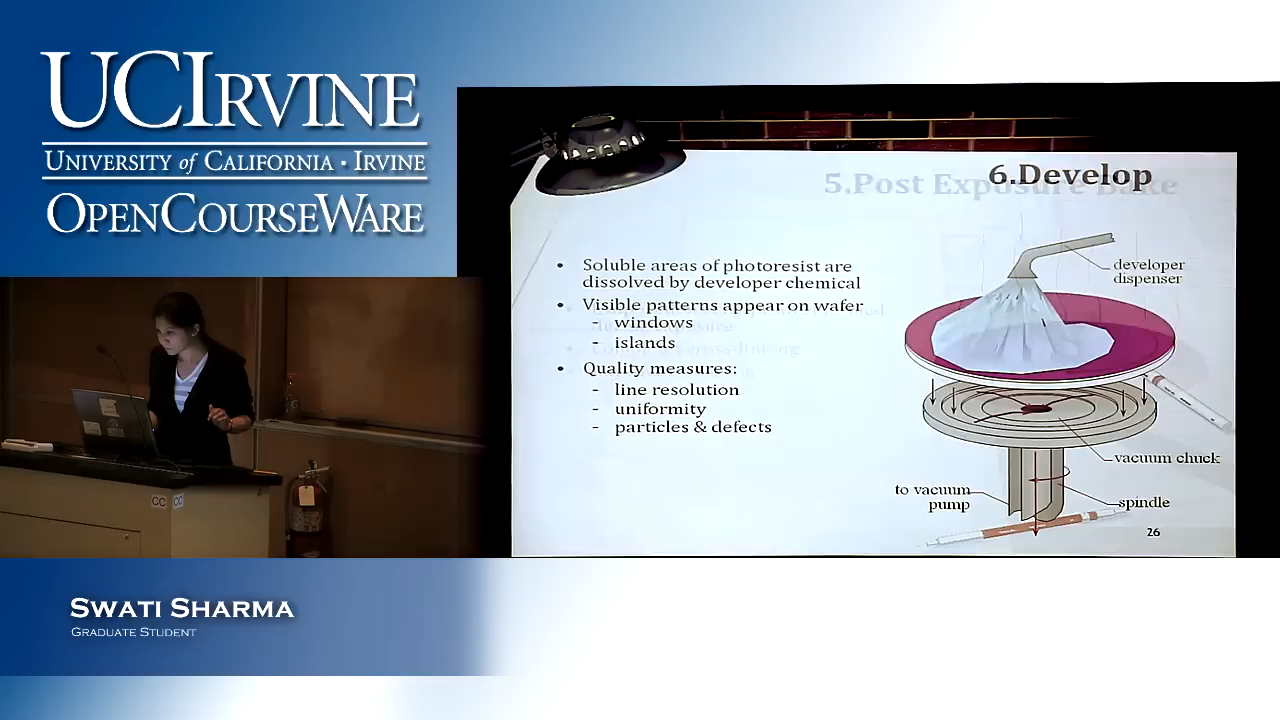 UCIRVINE
UNIVERSITY of CALIFORNIA · IRVINE
OPENCOURSEWARE
5.Post Exposure Bake
6.Develop
• Soluble areas of photoresist are
dissolved by developer chemical
• Visible patterns appear on wafer
- windows
- islands
• Quality measures:
- line resolution
- uniformity
- particles & defects
developer
dispenser
vacuum chuck
to vacuum
pump
spindle
26
CC
CC
SWATI SHARMA
GRADUATE STUDENT